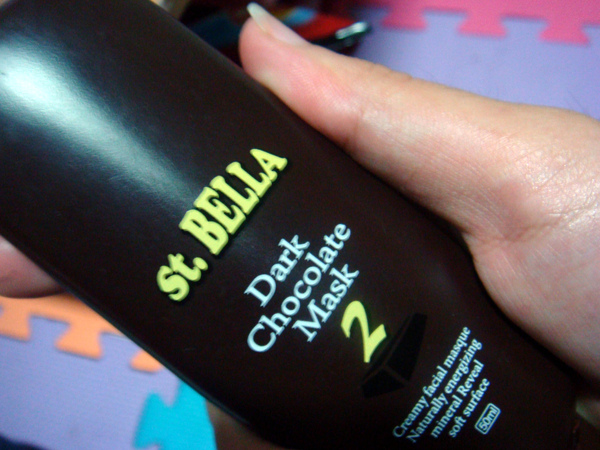 St. BELLA
Dark
Chocolate
Mask
2
Creamy facial masque
Naturally energizing
mineral Reveal
soft surface
50ml